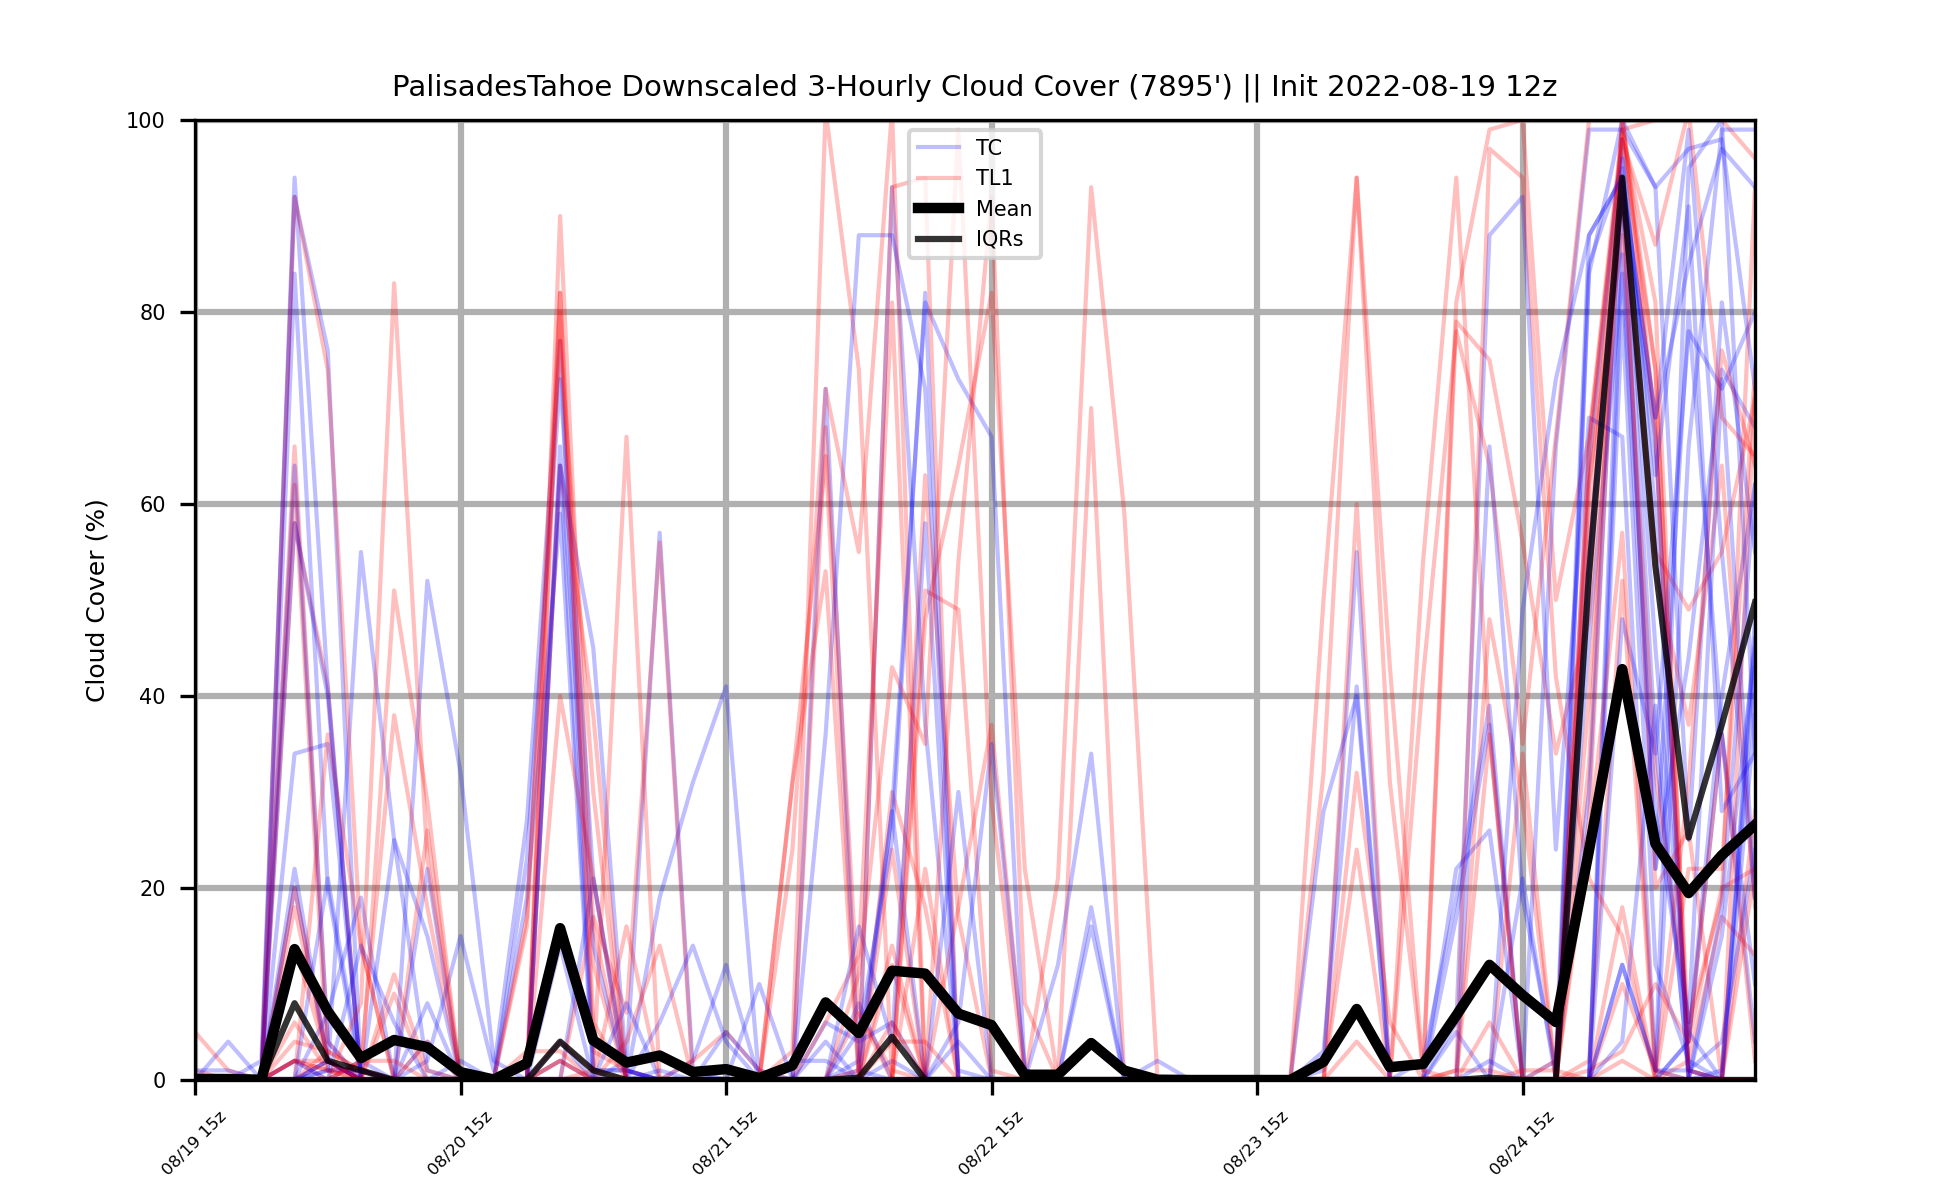 PalisadesTahoe Downscaled 3-Hourly Cloud Cover (7895') || Init 2022-08-19 12z
TC
TL1
Mean
IQRs
Cloud Cover (%)
100
80
60
40
20
0
08/19 15z
08/20 15z
08/21 15z
08/22 15z
08/23 15z
08/24 15z